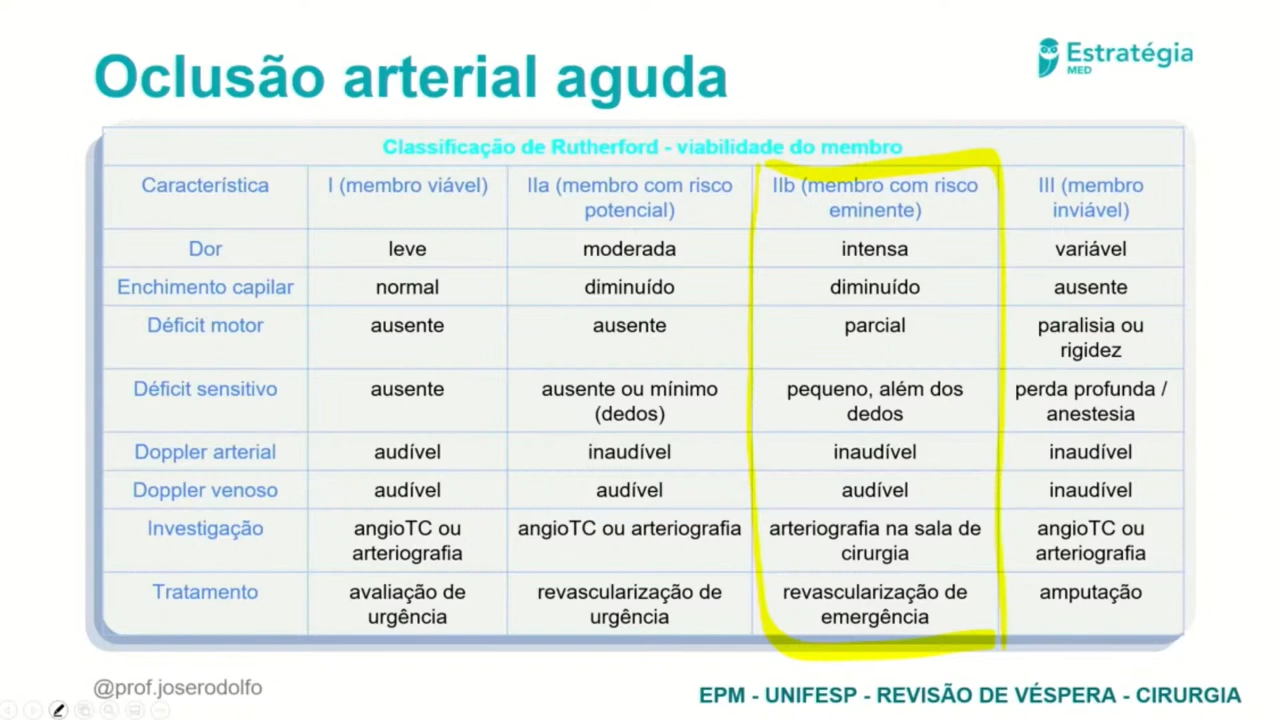 Oclusão arterial aguda
Estratégia
MED
Classificação de Rutherford - viabilidade do membro
Característica
I (membro viável)
IIa (membro com risco
potencial)
IIb (membro com risco
eminente)
III (membro
inviável)
Dor
leve
moderada
intensa
variável
Enchimento capilar
normal
diminuído
diminuído
ausente
Déficit motor
ausente
ausente
parcial
paralisia ou
rigidez
Déficit sensitivo
ausente
ausente ou mínimo
(dedos)
pequeno, além dos
dedos
perda profunda /
anestesia
Doppler arterial
audível
inaudível
inaudível
inaudível
Doppler venoso
audível
audível
audível
inaudível
Investigação
angioTC ou
arteriografia
angioTC ou arteriografia
arteriografia na sala de
cirurgia
angioTC ou
arteriografia
Tratamento
avaliação de
urgência
revascularização de
urgência
revascularização de
emergência
amputação
@prof.joserodolfo
EPM - UNIFESP - REVISÃO DE VÉSPERA - CIRURGIA